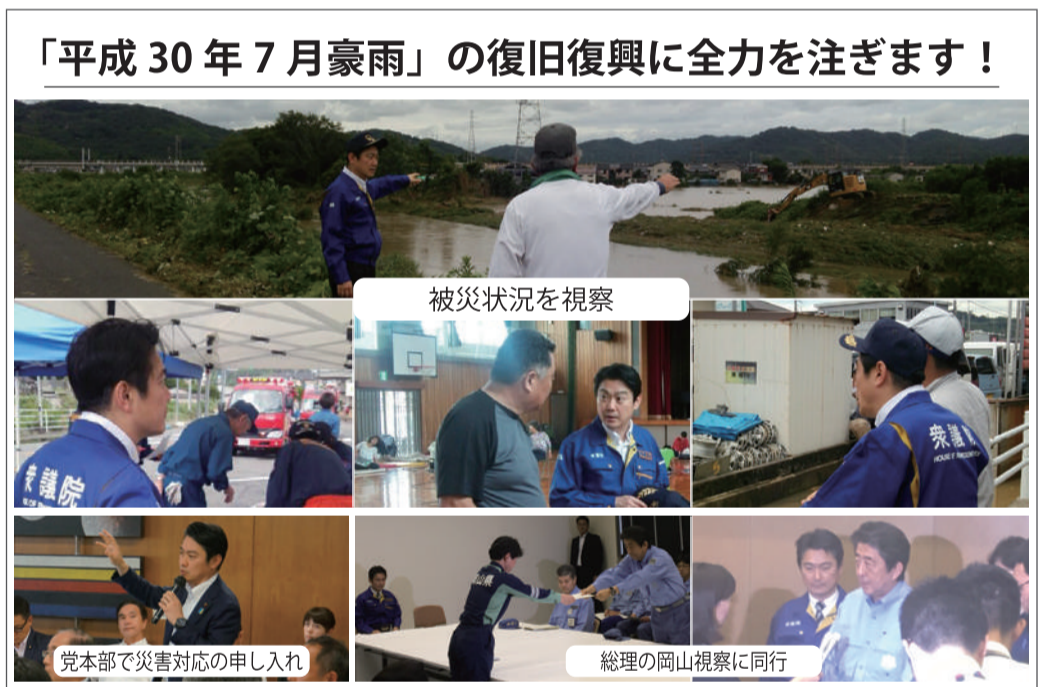 「平成 30 年 7 月豪雨」の復旧復興に全力を注ぎます！
被災状況を視察
衆議院
衆議院
党本部で災害対応の申し入れ
総理の岡山視察に同行